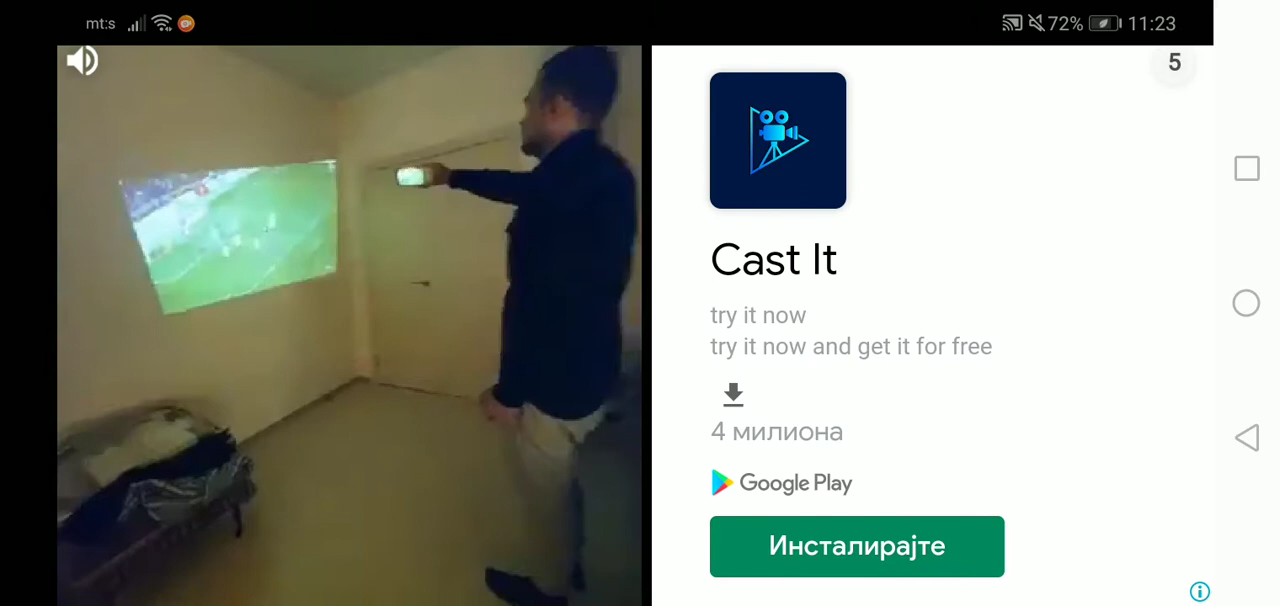 mt:s
72%
11:23
5
Cast It
try it now
try it now and get it for free
4 милиона
Google Play
Инсталирајте